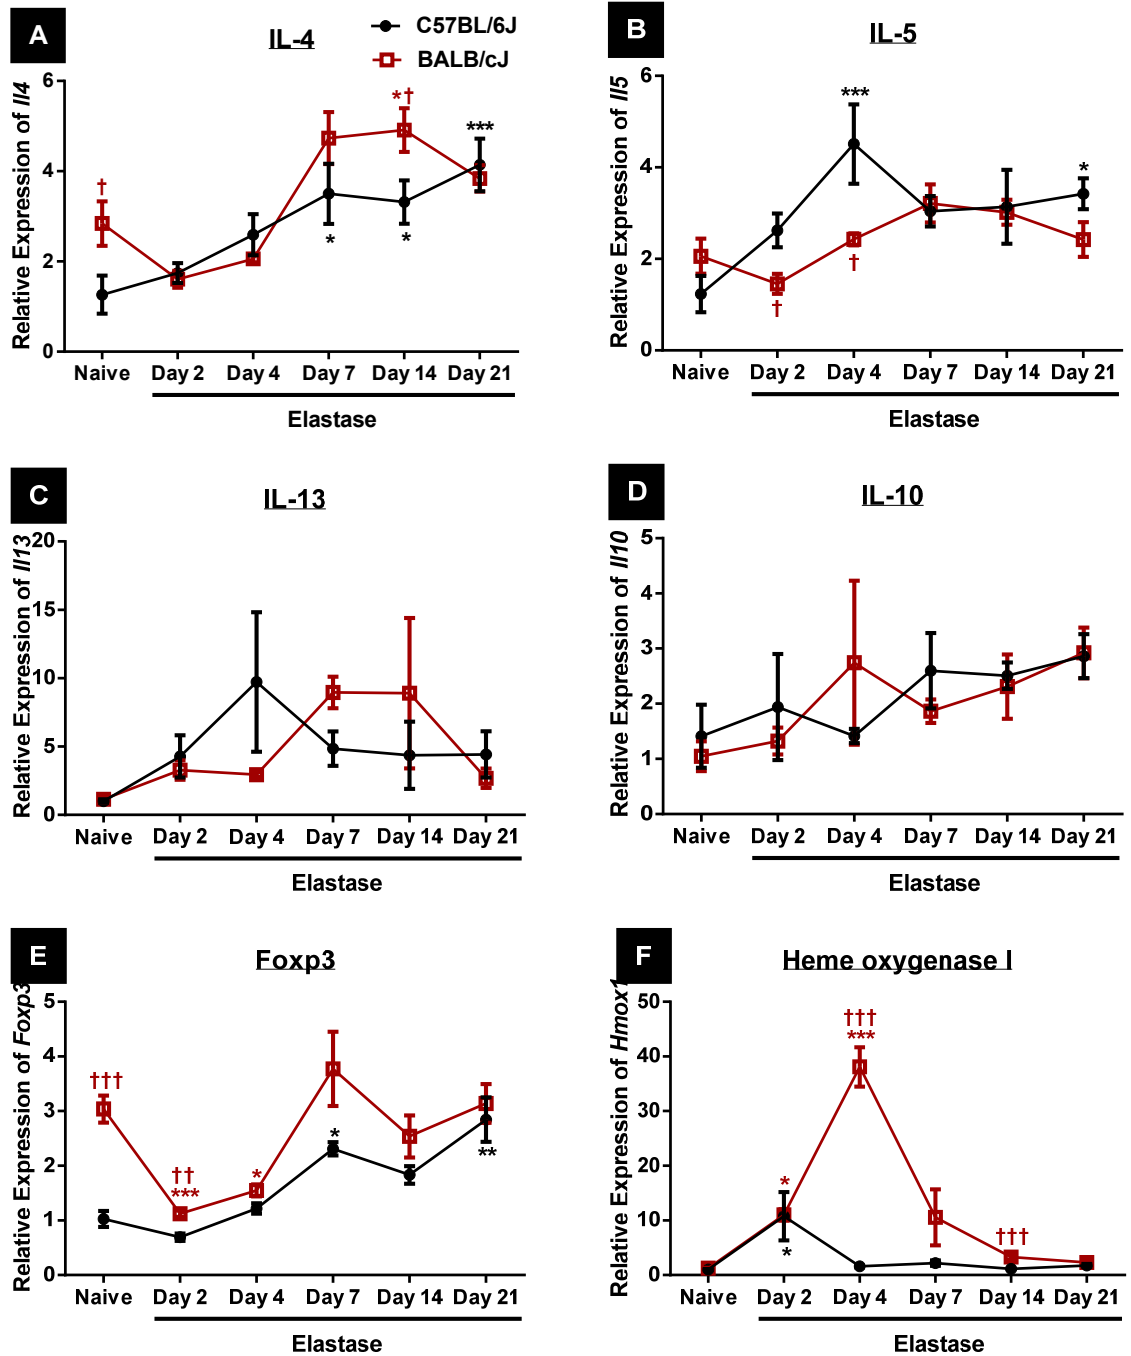 A
IL-4
C57BL/6J
BALB/cJ
Relative Expression of Il4
6
4
2
0
†
*
*†
*
***
Naive Day 2 Day 4 Day 7 Day 14 Day 21
Elastase
B
IL-5
Relative Expression of Il5
6
4
2
0
†
***
†
*
Naive Day 2 Day 4 Day 7 Day 14 Day 21
Elastase
C
IL-13
Relative Expression of Il13
20
15
10
5
0
Naive Day 2 Day 4 Day 7 Day 14 Day 21
Elastase
D
IL-10
Relative Expression of Il10
5
4
3
2
1
0
Naive Day 2 Day 4 Day 7 Day 14 Day 21
Elastase
E
Foxp3
Relative Expression of Foxp3
5
4
3
2
1
0
†††
††
***
*
*
**
Naive Day 2 Day 4 Day 7 Day 14 Day 21
Elastase
F
Heme oxygenase I
Relative Expression of Hmox1
50
40
30
20
10
0
*
*
†††
***
†††
Naive Day 2 Day 4 Day 7 Day 14 Day 21
Elastase